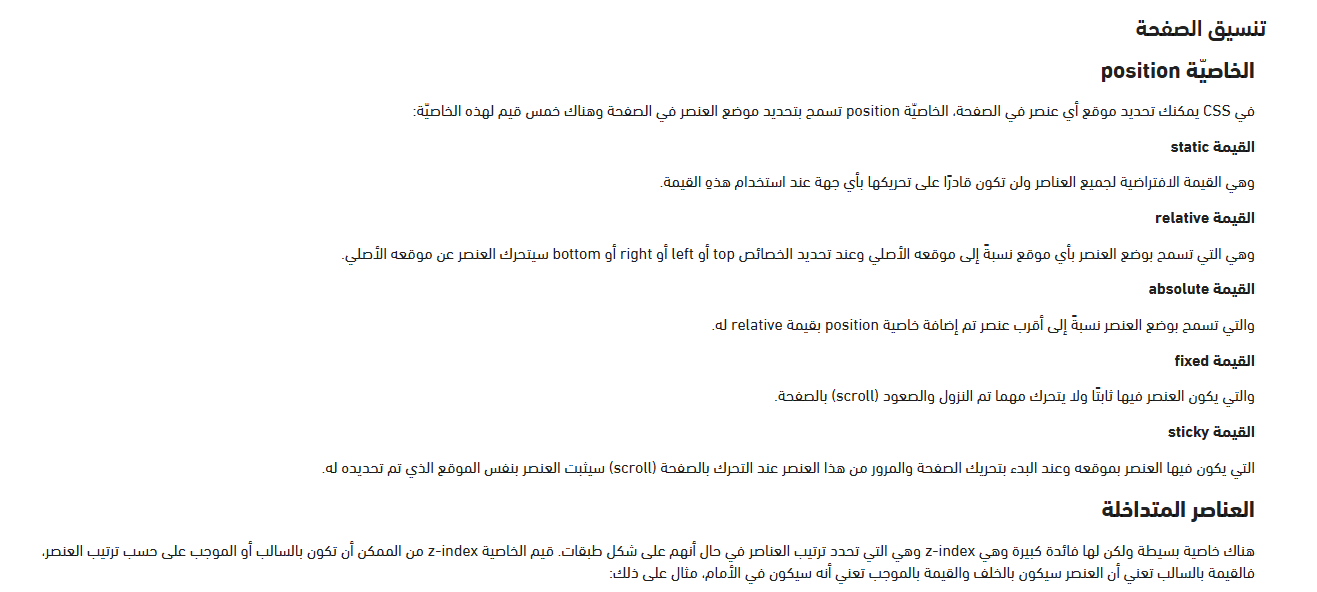 تنسيق الصفحة
الخاصيّة position
في CSS يمكنك تحديد موقع أي عنصر في الصفحة، الخاصيّة position تسمح بتحديد موضع العنصر في الصفحة وهناك خمس قيم لهذه الخاصيّة:
القيمة static
وهي القيمة الافتراضية لجميع العناصر ولن تكون قادرًا على تحريكها بأي جهة عند استخدام هذهِ القيمة.
القيمة relative
وهي التي تسمح بوضع العنصر بأي موقع نسبةً إلى موقعه الأصلي وعند تحديد الخصائص top أو left أو right أو bottom سيتحرك العنصر عن موقعه الأصلي.
القيمة absolute
والتي تسمح بوضع العنصر نسبةً إلى أقرب عنصر تم إضافة خاصية position بقيمة relative له.
القيمة fixed
والتي يكون العنصر فيها ثابتًا ولا يتحرك مهما تم النزول والصعود (scroll) بالصفحة.
القيمة sticky
التي يكون فيها العنصر بموقعه وعند البدء بتحريك الصفحة والمرور من هذا العنصر عند التحرك بالصفحة (scroll) سيثبت العنصر بنفس الموقع الذي تم تحديده له.
العناصر المتداخلة
هناك خاصية بسيطة ولكن لها فائدة كبيرة وهي z-index وهي التي تحدد ترتيب العناصر في حال أنهم على شكل طبقات. قيم الخاصية z-index من الممكن أن تكون بالسالب أو الموجب على حسب ترتيب العنصر،
فالقيمة بالسالب تعني أن العنصر سيكون بالخلف والقيمة بالموجب تعني أنه سيكون في الأمام، مثال على ذلك: